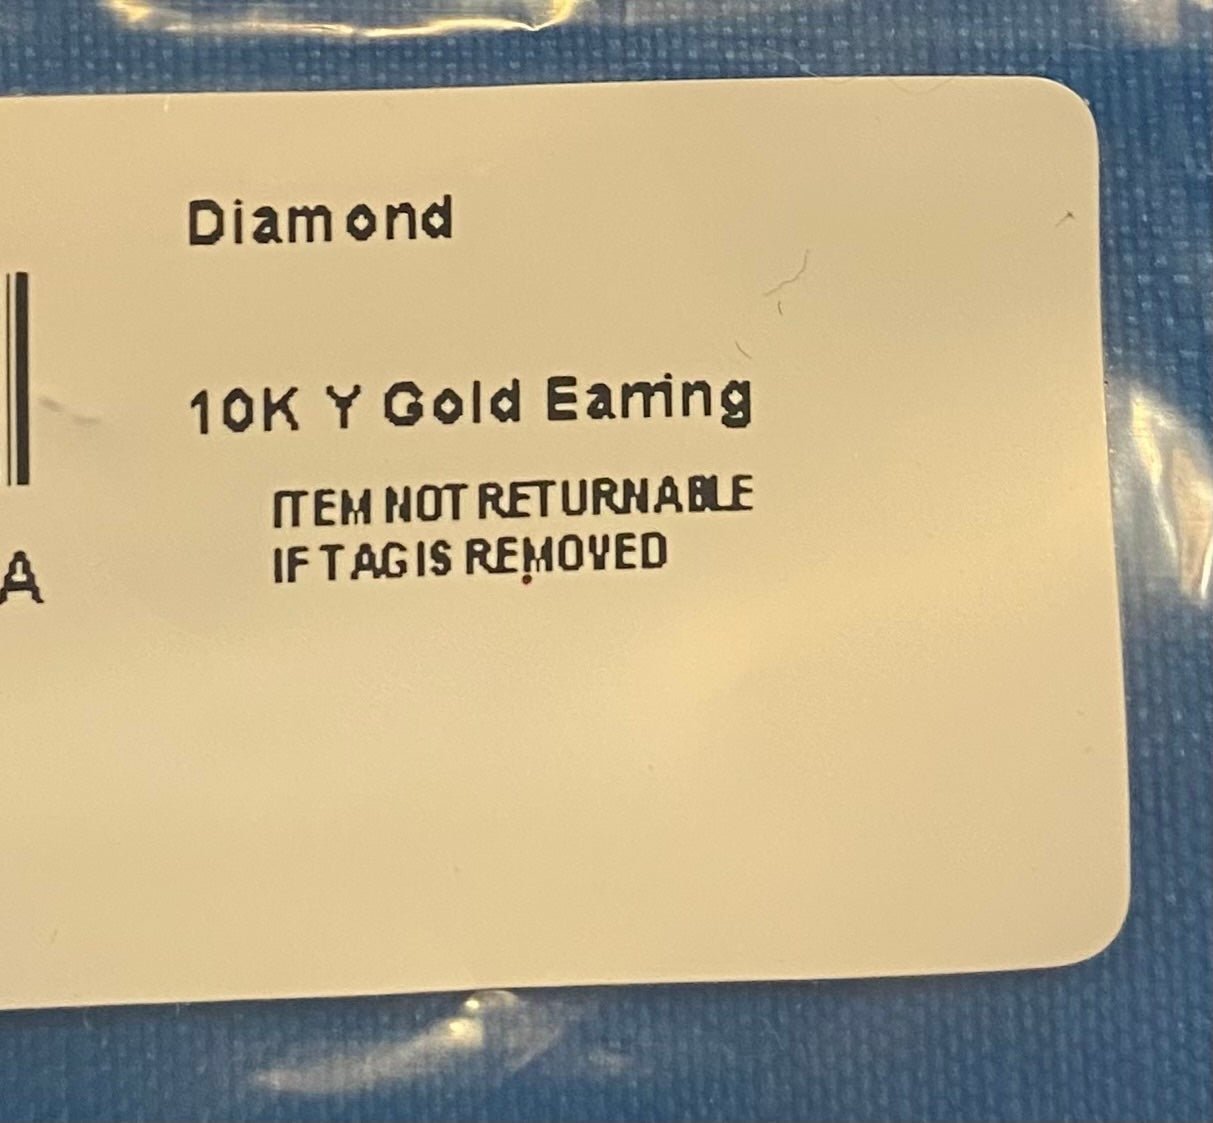 Diamond
10K Y Gold Earring
ITEM NOT RETURNABLE
IF TAG IS REMOVED
A